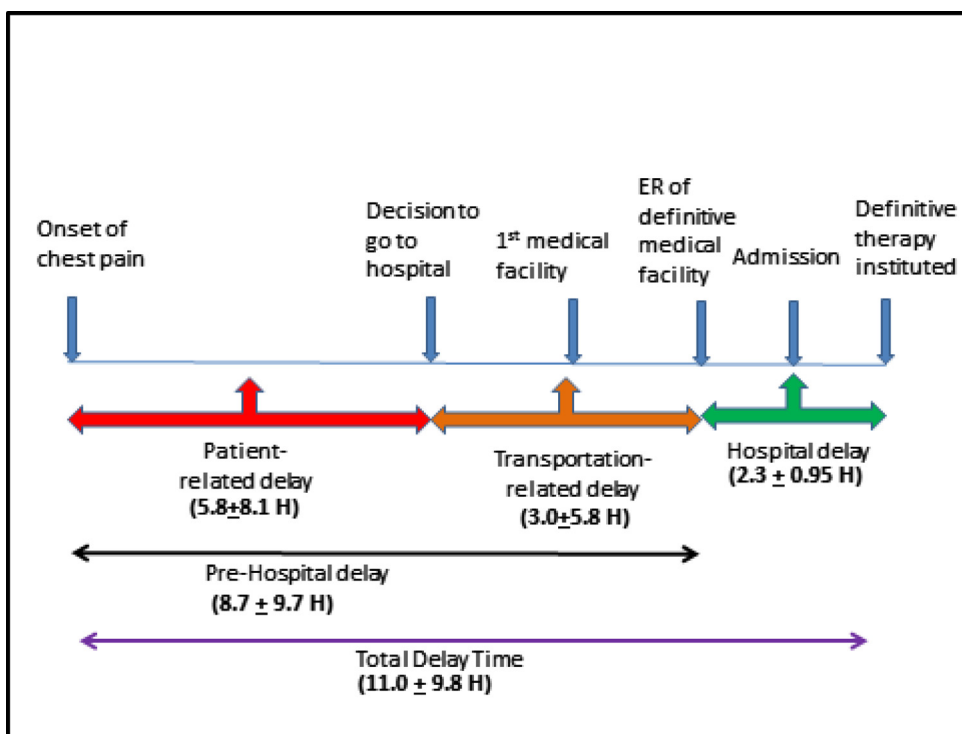 Onset of
chest pain
Decision to
go to
hospital
1st medical
facility
ER of
definitive
medical
facility
Admission
Definitive
therapy
instituted
Patient-
related delay
(5.8±8.1 H)
Transportation-
related delay
(3.0±5.8 H)
Hospital delay
(2.3 ± 0.95 H)
Pre-Hospital delay
(8.7 ± 9.7 H)
Total Delay Time
(11.0 ± 9.8 H)